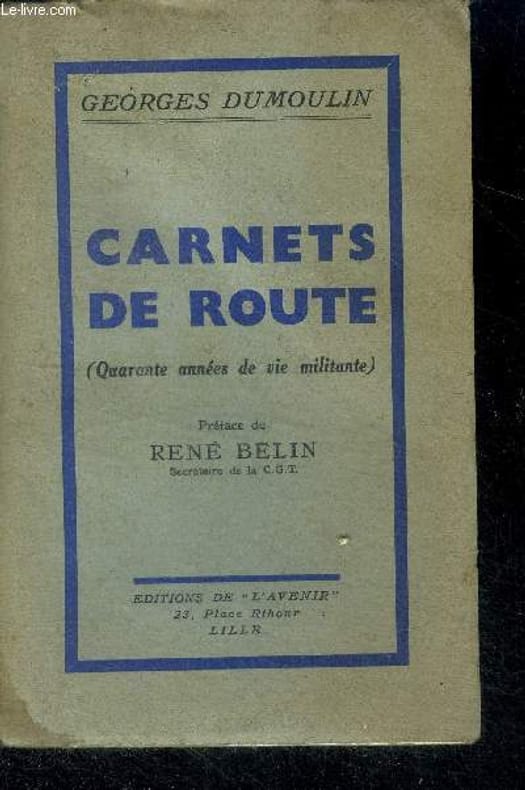 Le-livre.com
GEORGES DUMOULIN
CARNETS
DE ROUTE
(Quarante années de vie militante)
Préface de
RENÉ BELIN
Secrétaire de la C.G.T.
EDITIONS DE "L'AVENIR"
23, Place Rihour
LILLE